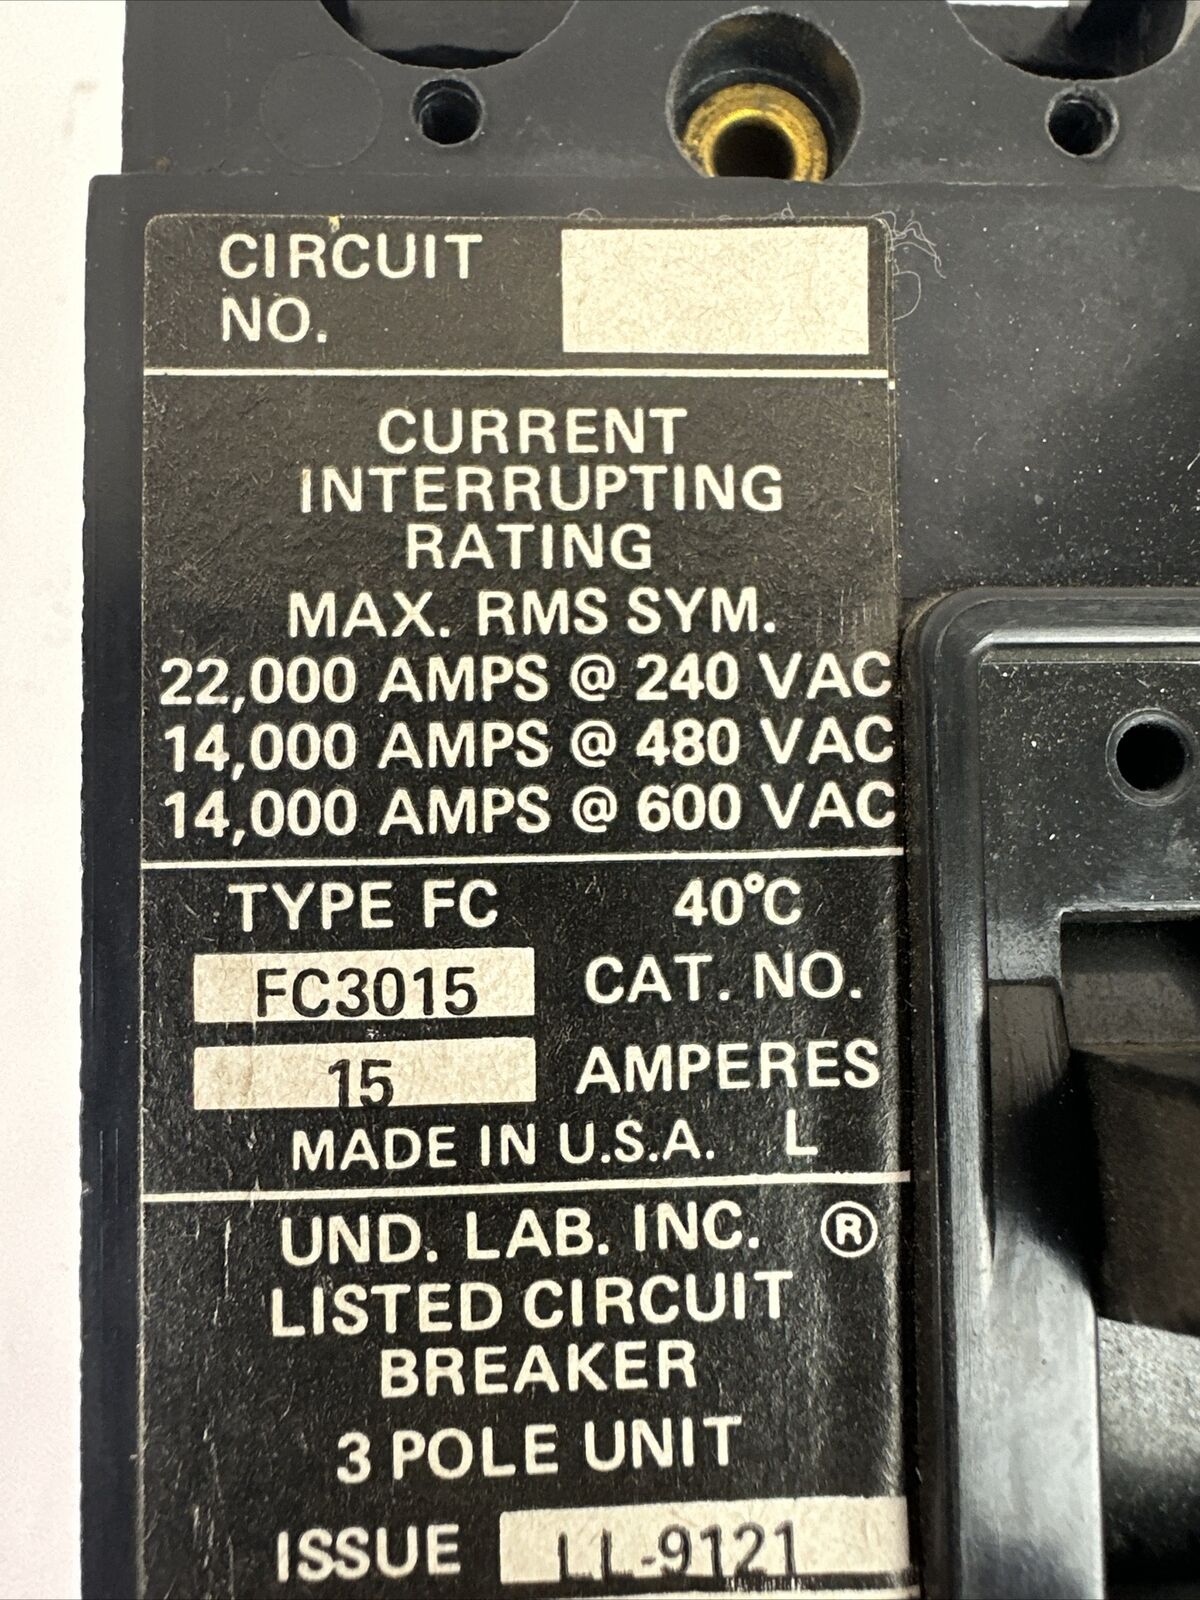 CIRCUIT
NO.
CURRENT
INTERRUPTING
RATING
MAX. RMS SYM.
22,000 AMPS @ 240 VAC
14,000 AMPS @ 480 VAC
14,000 AMPS @ 600 VAC
TYPE FC 40°C
FC3015 CAT. NO.
15 AMPERES
MADE IN U.S.A. L
UND. LAB. INC. ®
LISTED CIRCUIT
BREAKER
3 POLE UNIT
ISSUE LL-9121